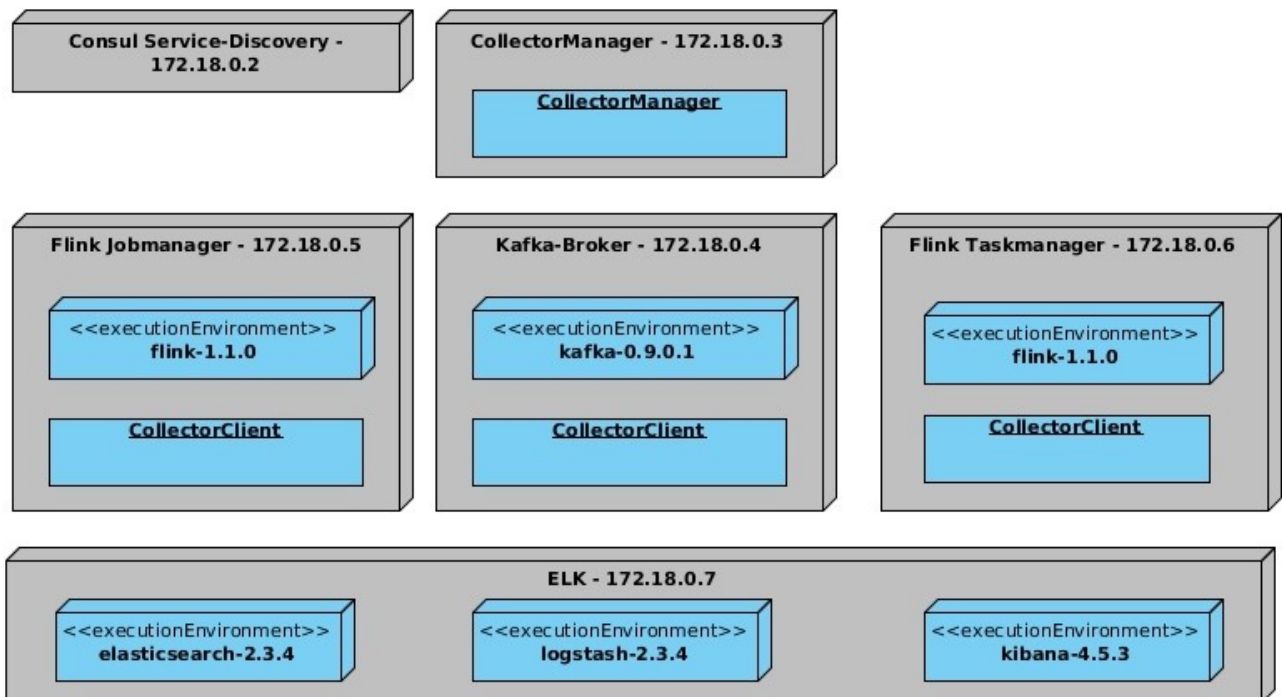 Consul Service-Discovery -
172.18.0.2
CollectorManager - 172.18.0.3
CollectorManager
Flink Jobmanager - 172.18.0.5
<<executionEnvironment>>
flink-1.1.0
CollectorClient
Kafka-Broker - 172.18.0.4
<<executionEnvironment>>
kafka-0.9.0.1
CollectorClient
Flink Taskmanager - 172.18.0.6
<<executionEnvironment>>
flink-1.1.0
CollectorClient
ELK - 172.18.0.7
<<executionEnvironment>>
elasticsearch-2.3.4
<<executionEnvironment>>
logstash-2.3.4
<<executionEnvironment>>
kibana-4.5.3